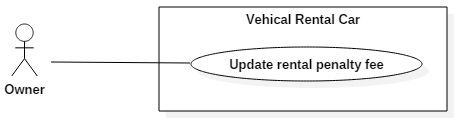 Vehical Rental Car
Update rental penalty fee
Owner